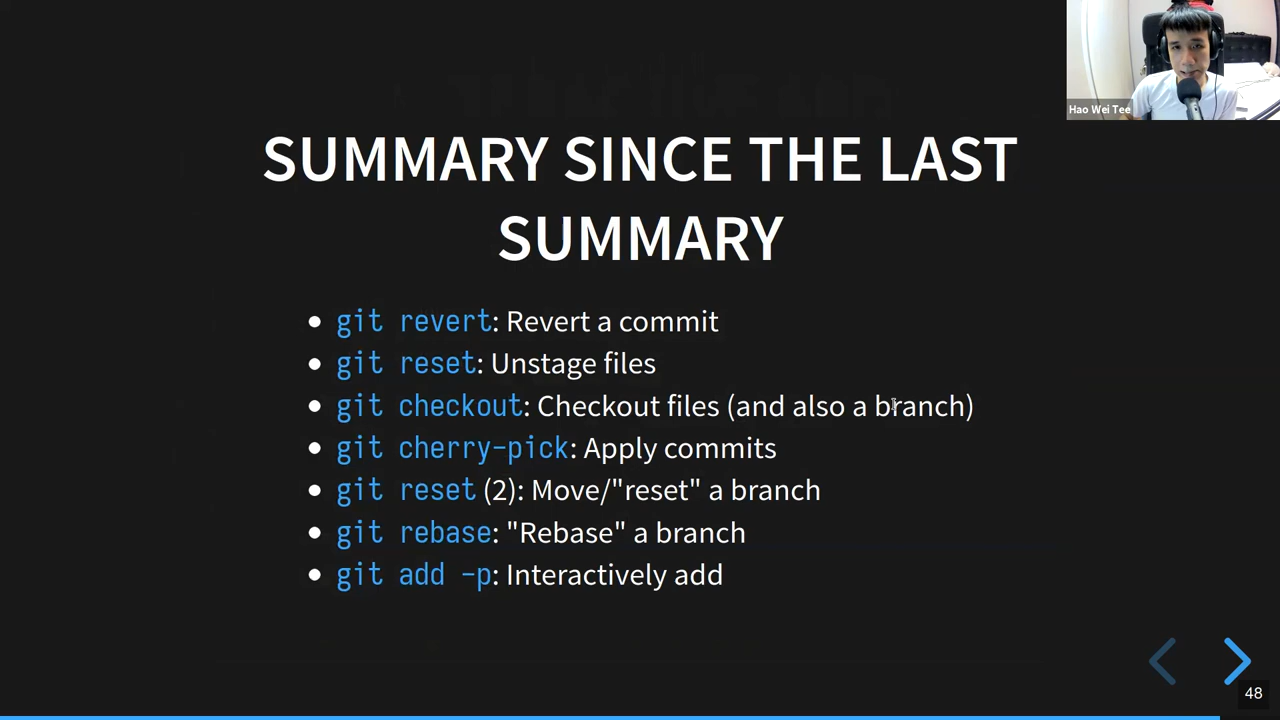 Hao Wei Tee
SUMMARY SINCE THE LAST
SUMMARY
• git revert: Revert a commit
• git reset: Unstage files
• git checkout: Checkout files (and also a branch)
• git cherry-pick: Apply commits
• git reset (2): Move/"reset" a branch
• git rebase: "Rebase" a branch
• git add -p: Interactively add
48